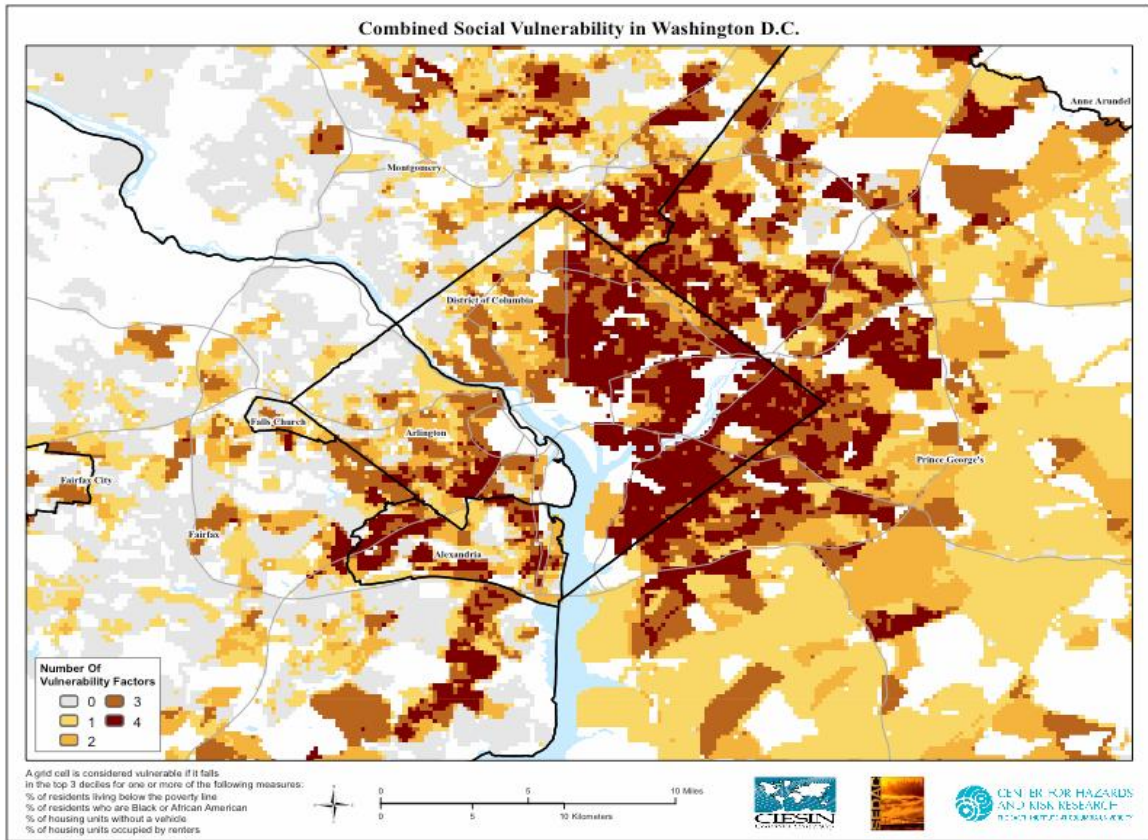 Combined Social Vulnerability in Washington D.C.
Anne Arundel
Montgomery
District of Columbia
Falls Church
Arlington
Fairfax City
Prince George's
Fairfax
Alexandria
Number Of
Vulnerability Factors
0 3
1 4
2
A grid cell is considered vulnerable if it falls
in the top 3 deciles for one or more of the following measures:
% of residents living below the poverty line
% of residents who are Black or African American
% of housing units without a vehicle
% of housing units occupied by renters
0 5 10 Miles
0 5 10 Kilometers
CIESIN
SEDAC
CENTER FOR HAZARDS
AND RISK RESEARCH